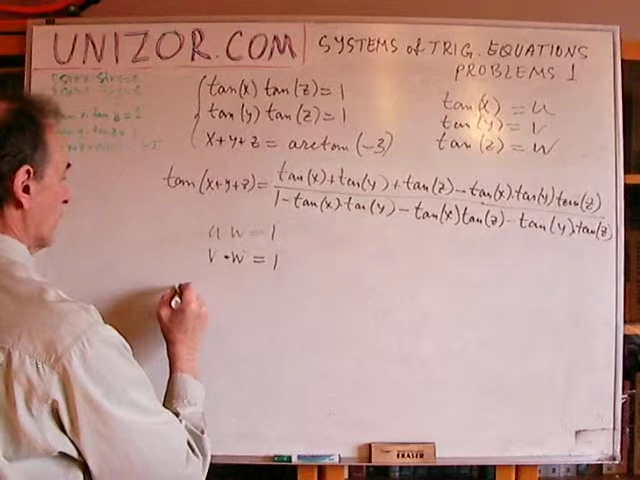 UNIZOR.COM
SYSTEMS of TRIG. EQUATIONS
PROBLEMS 1
tan(x) tan(z) = 1
tan(y) tan(z) = 1
x+y+z = arctan(-3)
tan(x) = u
tan(y) = v
tan(z) = w
tan(x+y+z) = tan(x)+tan(y)+tan(z)-tan(x)·tan(y)tan(z)
1-tan(x)·tan(y)-tan(x)tan(z)-tan(y)·tan(z)
u w = 1
v·w = 1
ERASER